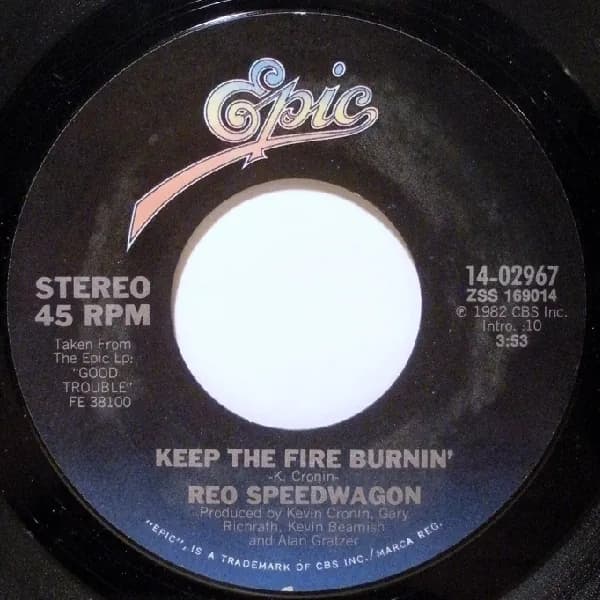 Epic
STEREO
45 RPM
Taken From
The Epic Lp:
"GOOD
TROUBLE"
FE 38100
14-02967
ZSS 169014
℗ 1982 CBS Inc.
Intro. :10
3:53
KEEP THE FIRE BURNIN'
-K. Cronin-
REO SPEEDWAGON
Produced by Kevin Cronin, Gary
Richrath, Kevin Beamish
and Alan Gratzer
"EPIC", IS A TRADEMARK OF CBS INC./MARCA REG.